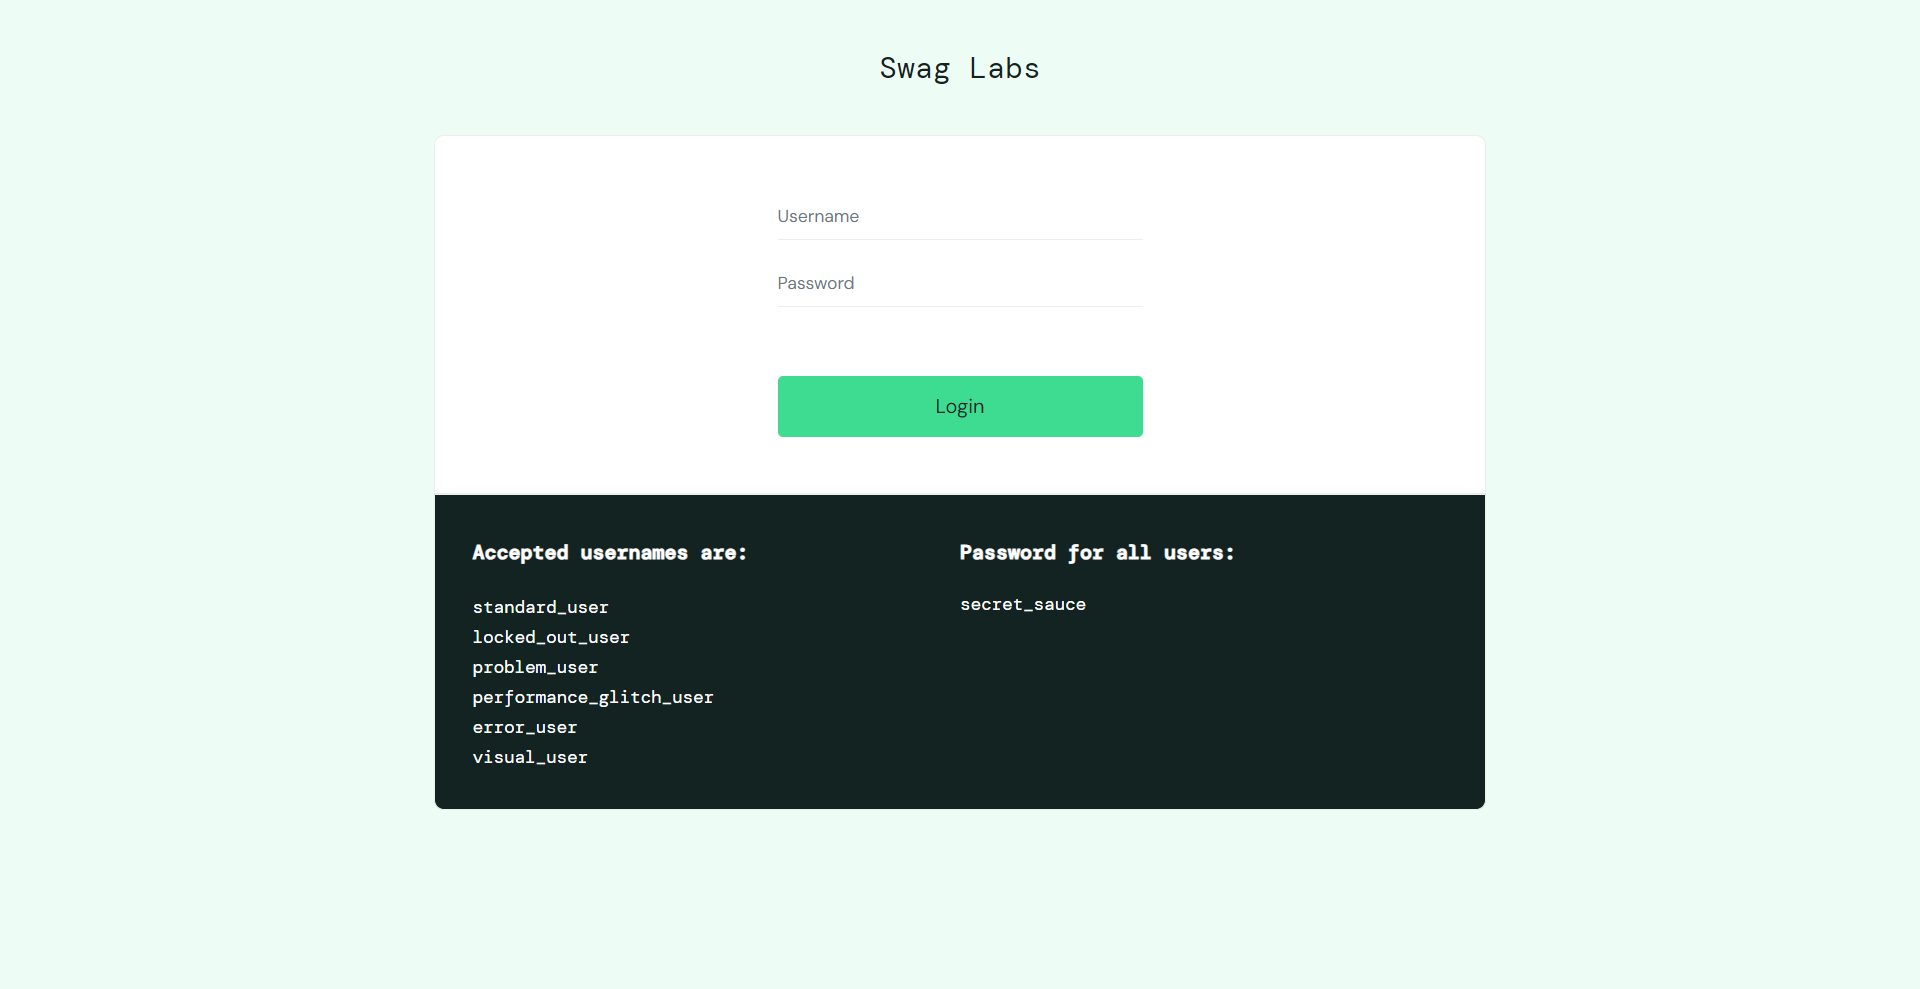 Swag Labs
Username
Password
Login
Accepted usernames are:
standard_user
locked_out_user
problem_user
performance_glitch_user
error_user
visual_user
Password for all users:
secret_sauce